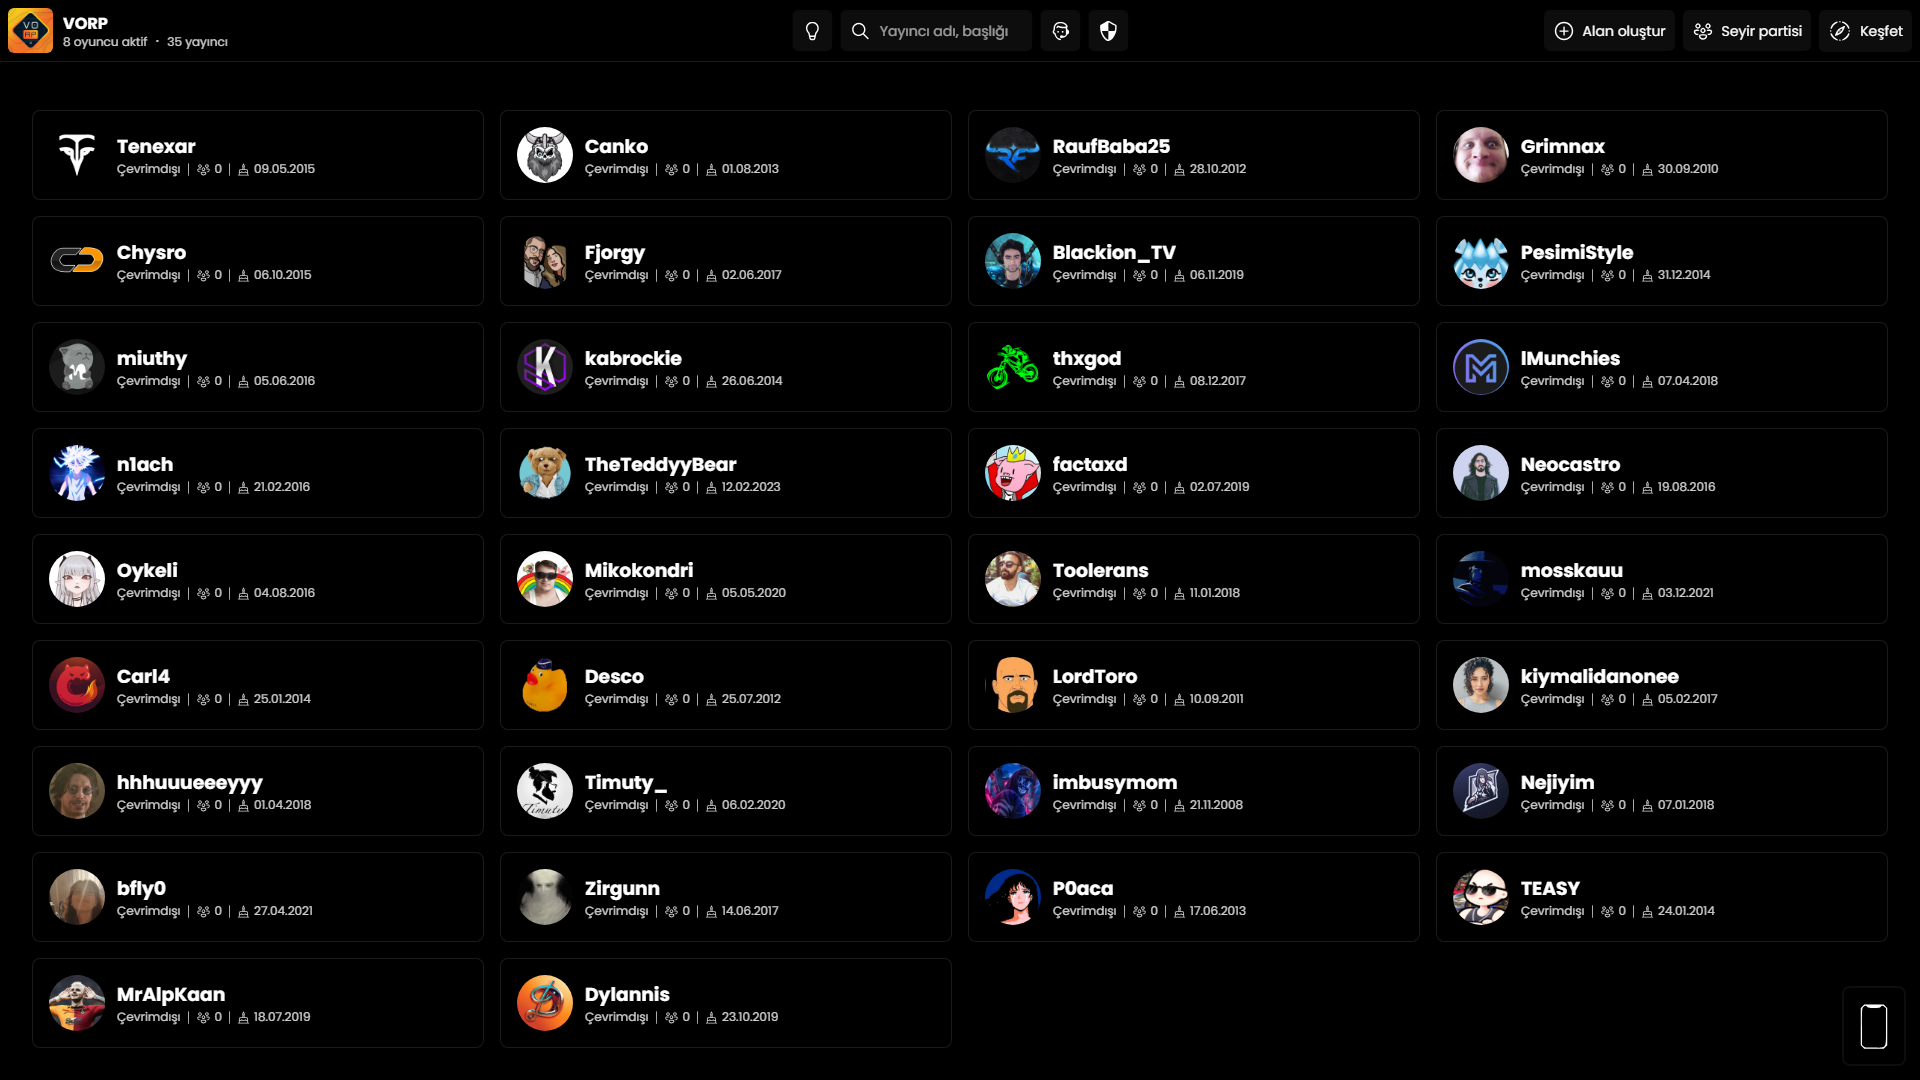 VORP
8 oyuncu aktif · 35 yayıncı
Yayıncı adı, başlığı
Alan oluştur
Seyir partisi
Keşfet
Tenexar
Çevrimdışı | 0 | 09.05.2015
Canko
Çevrimdışı | 0 | 01.08.2013
RaufBaba25
Çevrimdışı | 0 | 28.10.2012
Grimnax
Çevrimdışı | 0 | 30.09.2010
Chysro
Çevrimdışı | 0 | 06.10.2015
Fjorgy
Çevrimdışı | 0 | 02.06.2017
Blackion_TV
Çevrimdışı | 0 | 06.11.2019
PesimiStyle
Çevrimdışı | 0 | 31.12.2014
miuthy
Çevrimdışı | 0 | 05.06.2016
kabrockie
Çevrimdışı | 0 | 26.06.2014
thxgod
Çevrimdışı | 0 | 08.12.2017
lMunchies
Çevrimdışı | 0 | 07.04.2018
n1ach
Çevrimdışı | 0 | 21.02.2016
TheTeddyyBear
Çevrimdışı | 0 | 12.02.2023
factaxd
Çevrimdışı | 0 | 02.07.2019
Neocastro
Çevrimdışı | 0 | 19.08.2016
Oykeli
Çevrimdışı | 0 | 04.08.2016
Mikokondri
Çevrimdışı | 0 | 05.05.2020
Toolerans
Çevrimdışı | 0 | 11.01.2018
mosskauu
Çevrimdışı | 0 | 03.12.2021
Carl4
Çevrimdışı | 0 | 25.01.2014
Desco
Çevrimdışı | 0 | 25.07.2012
LordToro
Çevrimdışı | 0 | 10.09.2011
kiymalidanonee
Çevrimdışı | 0 | 05.02.2017
hhhuuueeeyyy
Çevrimdışı | 0 | 01.04.2018
Timuty_
Çevrimdışı | 0 | 06.02.2020
imbusymom
Çevrimdışı | 0 | 21.11.2008
Nejiyim
Çevrimdışı | 0 | 07.01.2018
bfly0
Çevrimdışı | 0 | 27.04.2021
Zirgunn
Çevrimdışı | 0 | 14.06.2017
P0aca
Çevrimdışı | 0 | 17.06.2013
TEASY
Çevrimdışı | 0 | 24.01.2014
MrAlpKaan
Çevrimdışı | 0 | 18.07.2019
Dylannis
Çevrimdışı | 0 | 23.10.2019